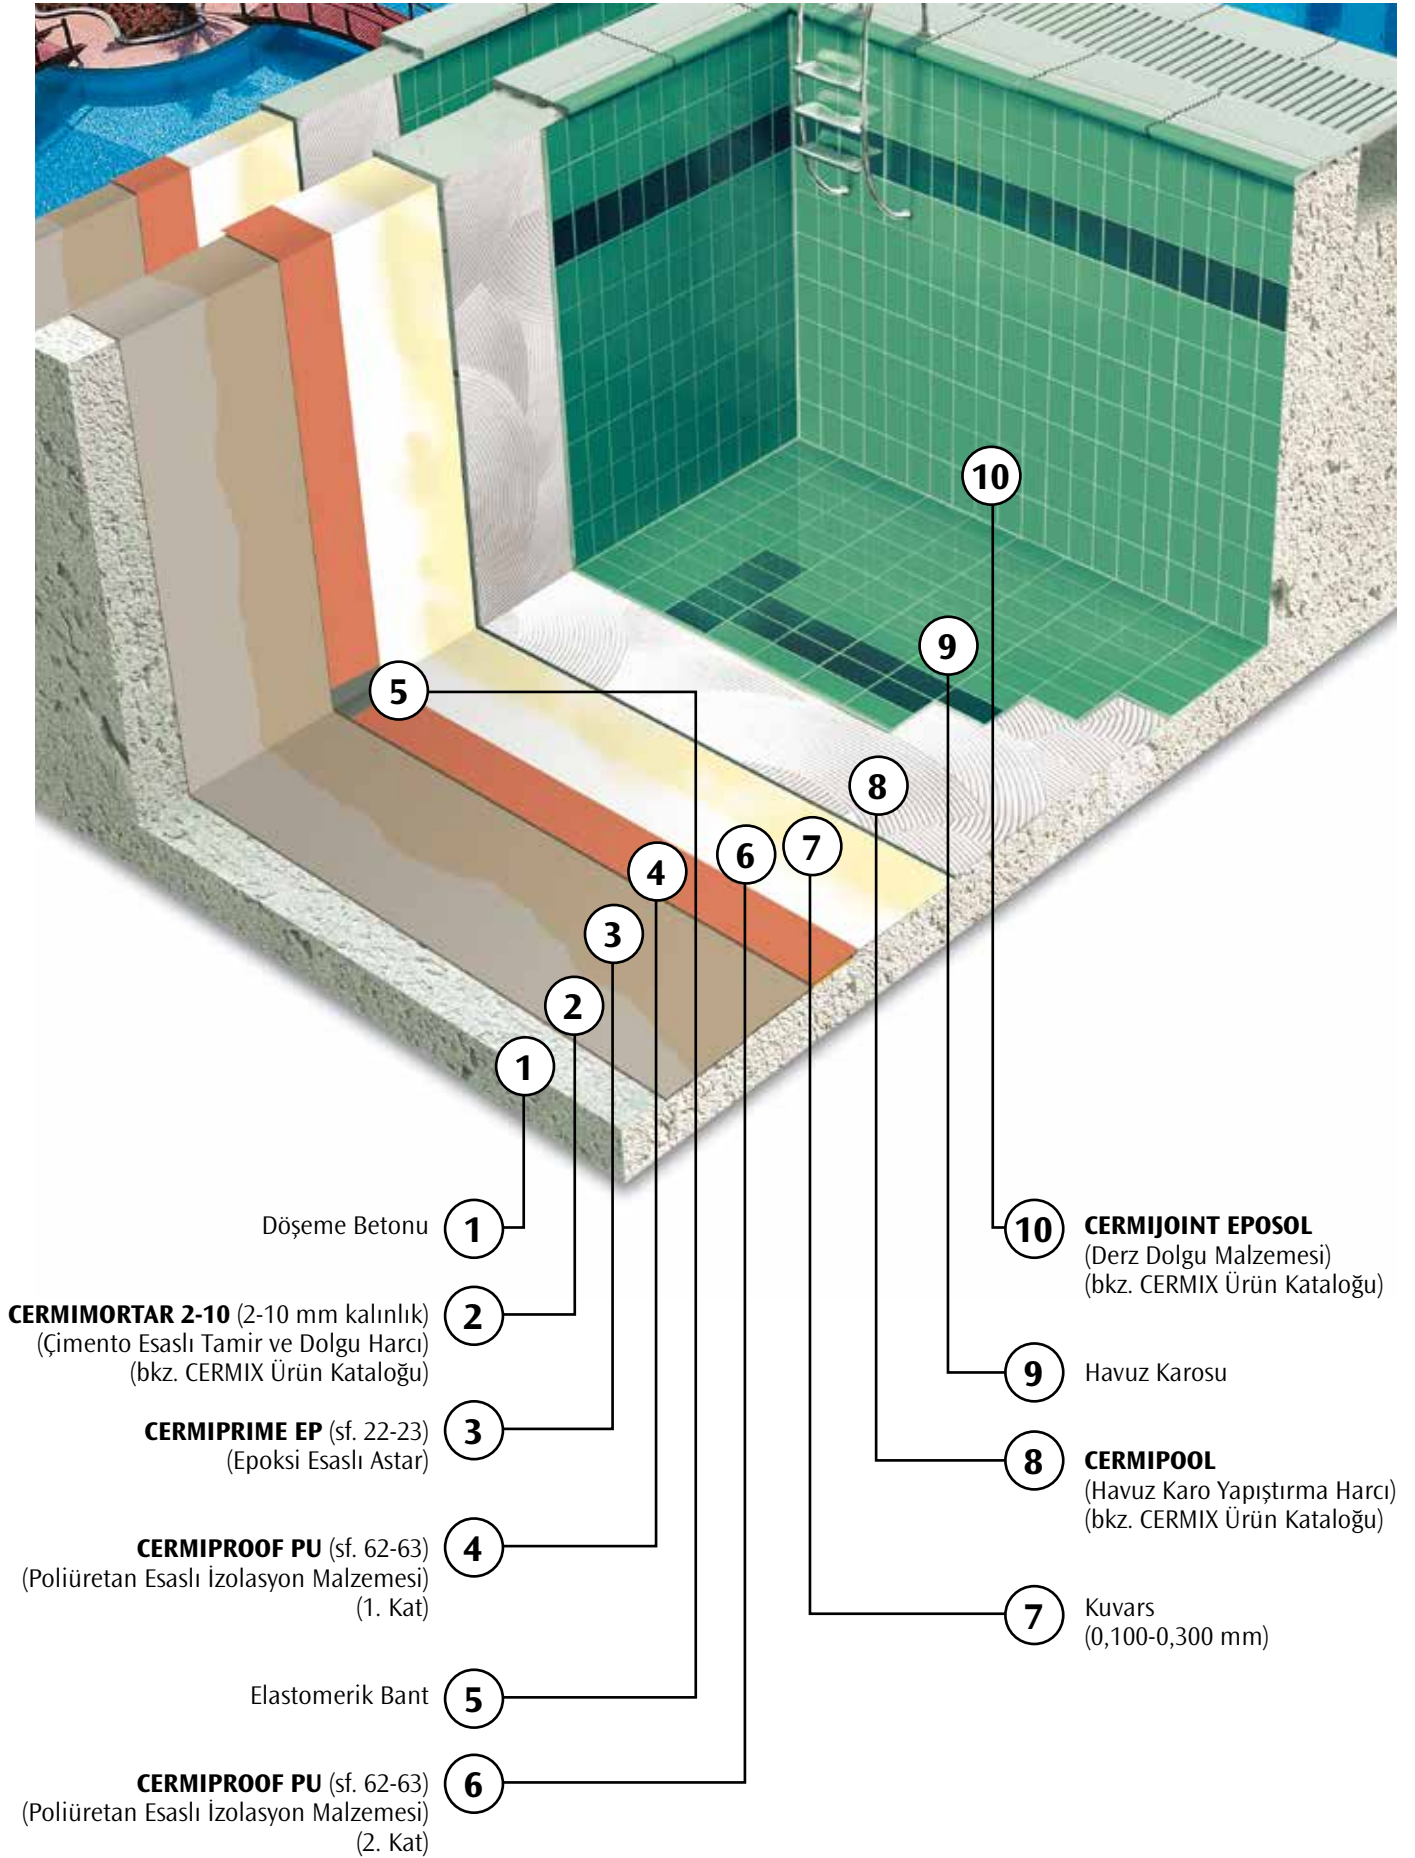 10
9
5
8
7
6
4
3
2
1
Döşeme Betonu 1
CERMIMORTAR 2-10 (2-10 mm kalınlık) 2
(Çimento Esaslı Tamir ve Dolgu Harcı)
(bkz. CERMIX Ürün Kataloğu)
CERMIPRIME EP (sf. 22-23) 3
(Epoksi Esaslı Astar)
CERMIPROOF PU (sf. 62-63) 4
(Poliüretan Esaslı İzolasyon Malzemesi)
(1. Kat)
Elastomerik Bant 5
CERMIPROOF PU (sf. 62-63) 6
(Poliüretan Esaslı İzolasyon Malzemesi)
(2. Kat)
10 CERMIJOINT EPOSOL
(Derz Dolgu Malzemesi)
(bkz. CERMIX Ürün Kataloğu)
9 Havuz Karosu
8 CERMIPOOL
(Havuz Karo Yapıştırma Harcı)
(bkz. CERMIX Ürün Kataloğu)
7 Kuvars
(0,100-0,300 mm)